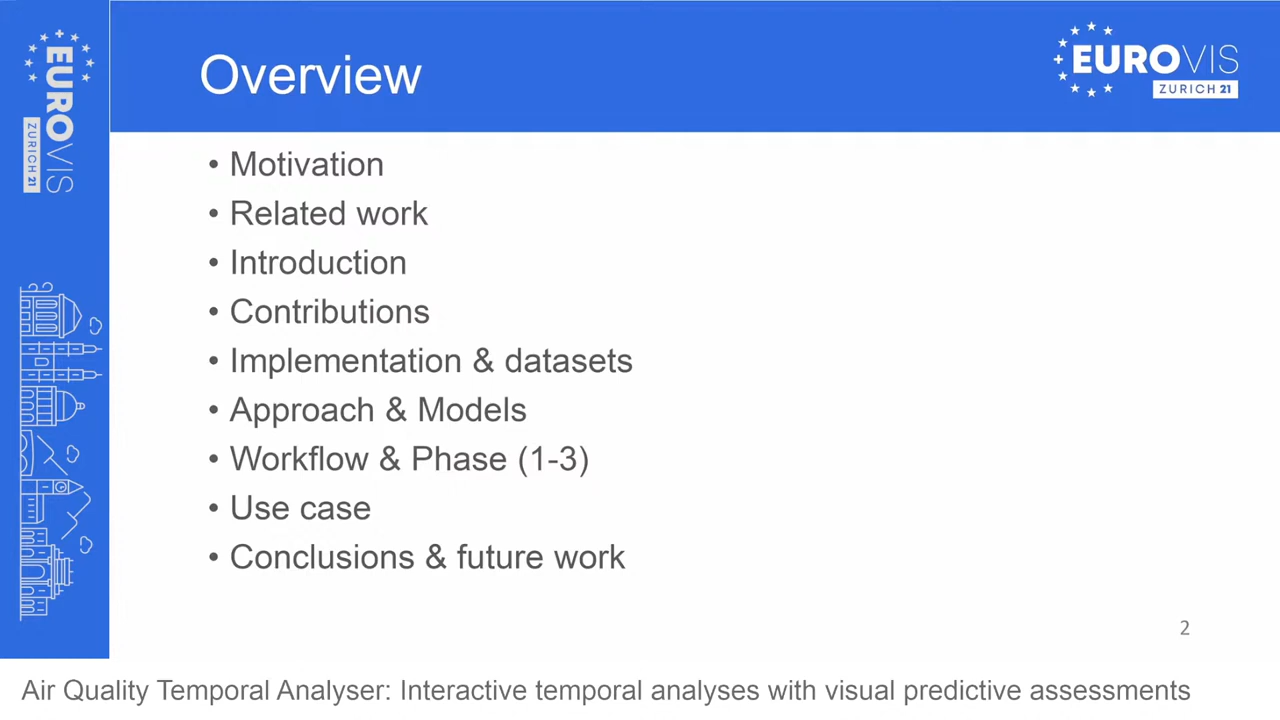 EUROVIS
ZURICH 21
Overview
EUROVIS
ZURICH 21
• Motivation
• Related work
• Introduction
• Contributions
• Implementation & datasets
• Approach & Models
• Workflow & Phase (1-3)
• Use case
• Conclusions & future work
2
Air Quality Temporal Analyser: Interactive temporal analyses with visual predictive assessments